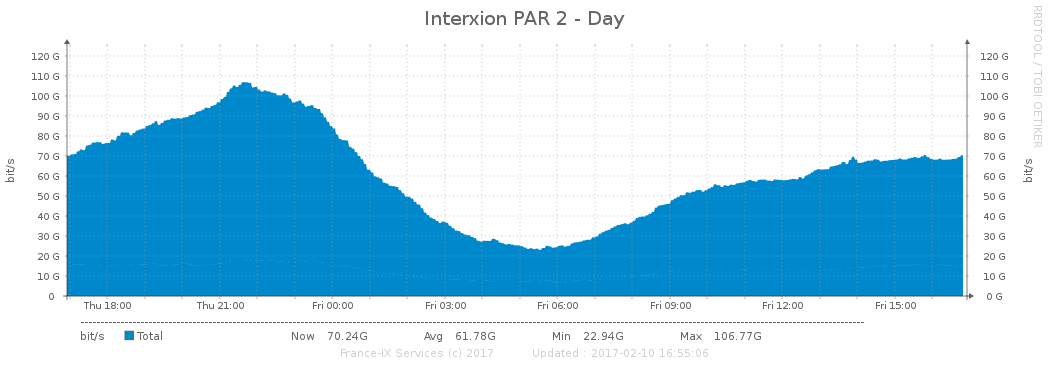 Interxion PAR 2 - Day
RRDTOOL / TOBI OETIKER
bit/s
120 G 120 G
110 G 110 G
100 G 100 G
90 G 90 G
80 G 80 G
70 G 70 G
60 G 60 G
50 G 50 G
40 G 40 G
30 G 30 G
20 G 20 G
10 G 10 G
0 0 G
bit/s
Thu 18:00 Thu 21:00 Fri 00:00 Fri 03:00 Fri 06:00 Fri 09:00 Fri 12:00 Fri 15:00
bit/s Total Now 70.24G Avg 61.78G Min 22.94G Max 106.77G
France-IX Services (c) 2017 Updated : 2017-02-10 16:55:06